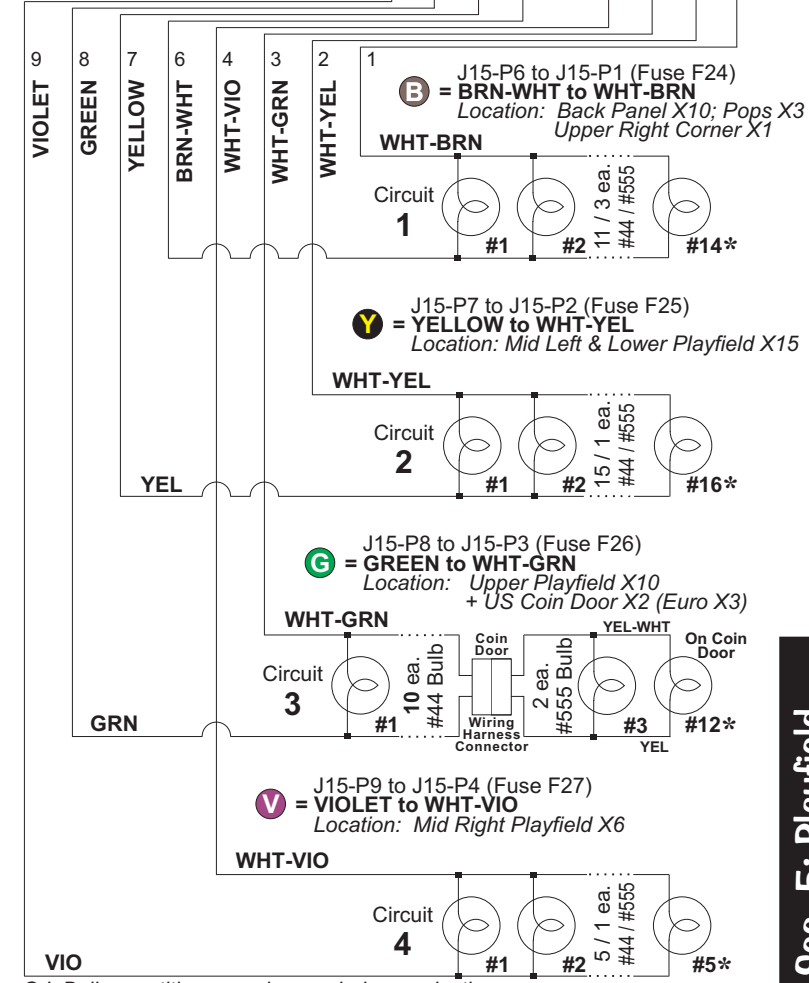 9 8 7 6 4 3 2 1
VIOLET
GREEN
YELLOW
BRN-WHT
WHT-VIO
WHT-GRN
WHT-YEL
B
J15-P6 to J15-P1 (Fuse F24)
= BRN-WHT to WHT-BRN
Location: Back Panel X10; Pops X3
Upper Right Corner X1
WHT-BRN
Circuit
1
#1
#2
11 / 3 ea.
#44 / #555
#14*
Y
J15-P7 to J15-P2 (Fuse F25)
= YELLOW to WHT-YEL
Location: Mid Left & Lower Playfield X15
WHT-YEL
Circuit
2
YEL
#1
#2
15 / 1 ea.
#44 / #555
#16*
G
J15-P8 to J15-P3 (Fuse F26)
= GREEN to WHT-GRN
Location: Upper Playfield X10
+ US Coin Door X2 (Euro X3)
WHT-GRN
Circuit
3
GRN
#1
10 ea.
#44 Bulb
Coin
Door
Wiring
Harness
Connector
2 ea.
#555 Bulb
YEL-WHT
On Coin
Door
#3
#12*
YEL
V
J15-P9 to J15-P4 (Fuse F27)
= VIOLET to WHT-VIO
Location: Mid Right Playfield X6
WHT-VIO
Circuit
4
VIO
#1
#2
5 / 1 ea.
#44 / #555
#5*
5: Playfield